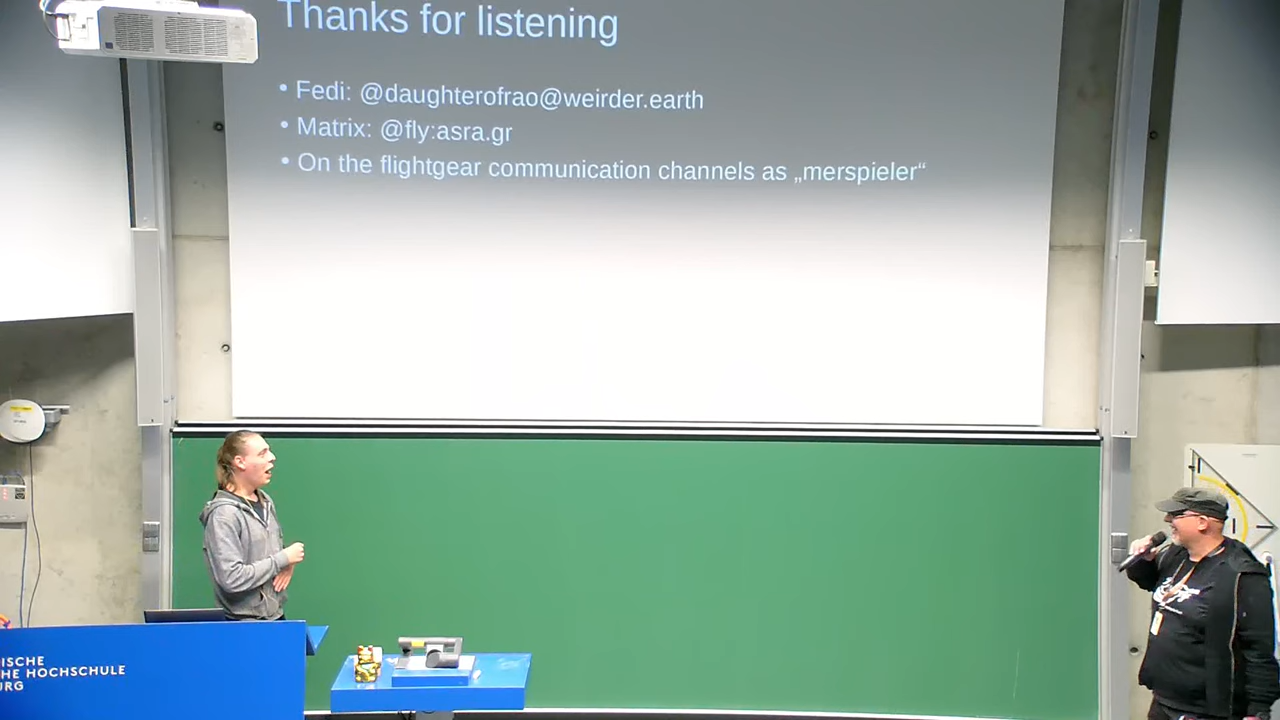 Thanks for listening
• Fedi: @daughterofrao@weirder.earth
• Matrix: @fly:asra.gr
• On the flightgear communication channels as „merspieler“
ISCHE
HE HOCHSCHULE
URG